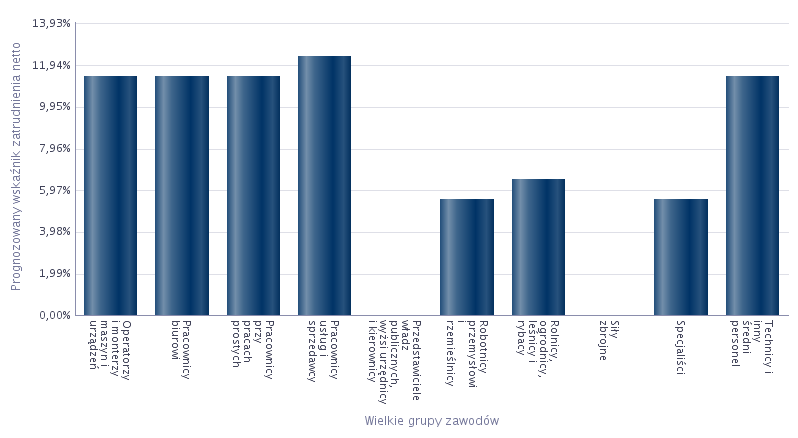 13,93%
11,94%
9,95%
7,96%
5,97%
3,98%
1,99%
0,00%
Prognozowany wskaźnik zatrudnienia netto
Operatorzy
i monterzy
maszyn i
urządzeń
Pracownicy
biurowi
Pracownicy
przy
pracach
prostych
Pracownicy
usług i
sprzedawcy
Przedstawiciele
władz
publicznych,
wyżsi urzędnicy
i kierownicy
Robotnicy
przemysłowi
i
rzemieślnicy
Rolnicy,
ogrodnicy,
leśnicy i
rybacy
Siły
zbrojne
Specjaliści
Technicy i
inny
średni
personel
Wielkie grupy zawodów